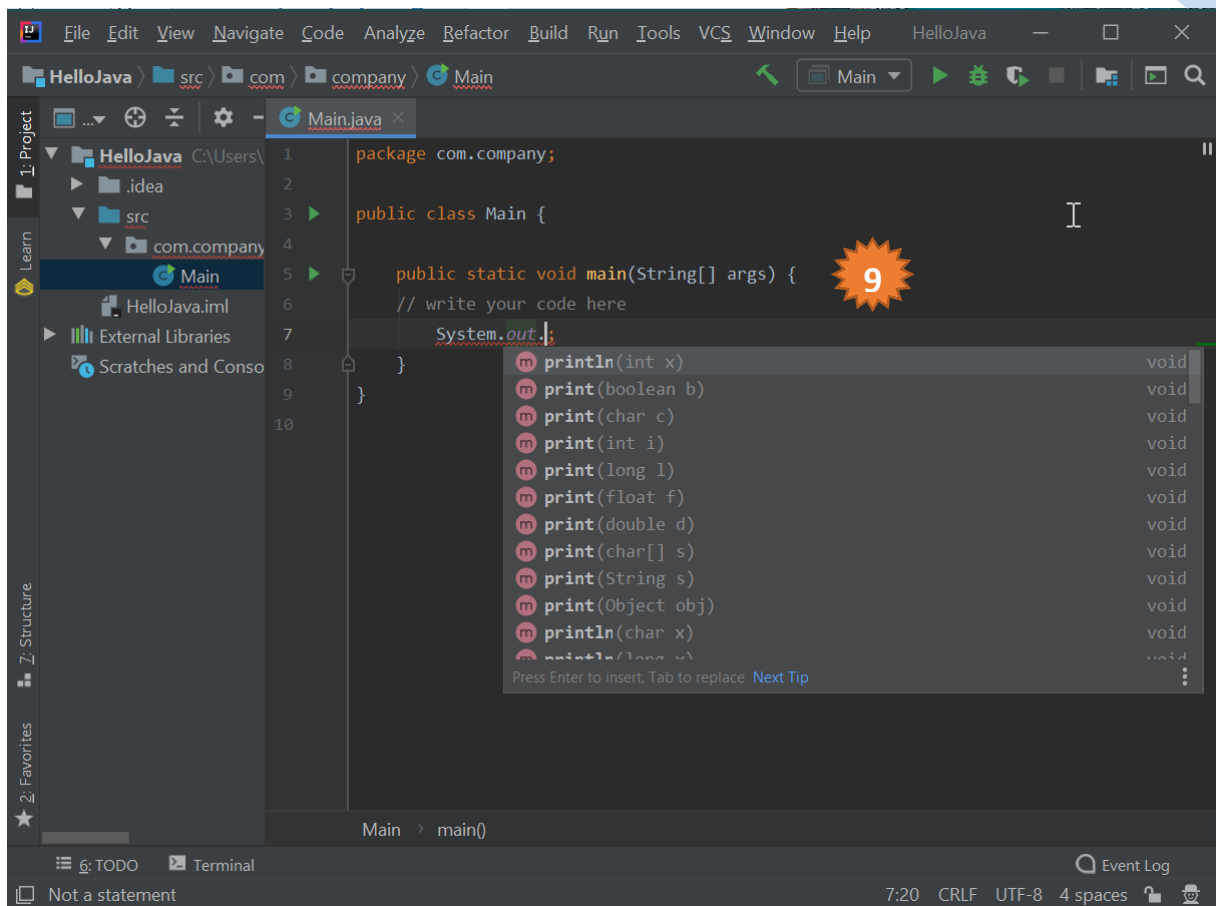 File Edit View Navigate Code Analyze Refactor Build Run Tools VCS Window Help HelloJava
HelloJava src com company Main Main
1: Project
Learn
7: Structure
2: Favorites
...
HelloJava C:\Users\
.idea
src
com.company
Main
HelloJava.iml
External Libraries
Scratches and Conso
Main.java
1 package com.company;
2
3 public class Main {
4
5 public static void main(String[] args) {
6 // write your code here
7 System.out.;
8 }
9 }
10
9
println(int x) void
print(boolean b) void
print(char c) void
print(int i) void
print(long l) void
print(float f) void
print(double d) void
print(char[] s) void
print(String s) void
print(Object obj) void
println(char x) void
println(long x) void
Press Enter to insert, Tab to replace Next Tip
Main main()
6: TODO Terminal Event Log
Not a statement 7:20 CRLF UTF-8 4 spaces